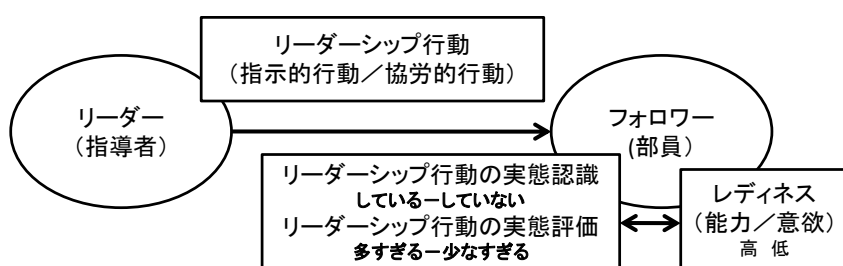 リーダーシップ行動
（指示的行動／協労的行動）
リーダー
（指導者）
フォロワー
(部員）
リーダーシップ行動の実態認識
しているーしていない
リーダーシップ行動の実態評価
多すぎるー少なすぎる
レディネス
（能力／意欲）
高 低